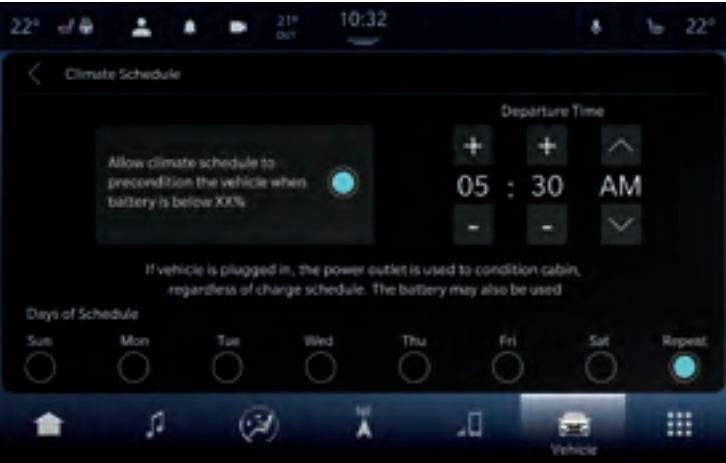 22° 21° 10:32 22°
OUT
Climate Schedule
Departure Time
Allow climate schedule to
precondition the vehicle when
battery is below XX%
+ +
05 : 30 AM
- -
If vehicle is plugged in, the power outlet is used to condition cabin,
regardless of charge schedule. The battery may also be used
Days of Schedule
Sun Mon Tue Wed Thu Fri Sat Repeat
Vehicle